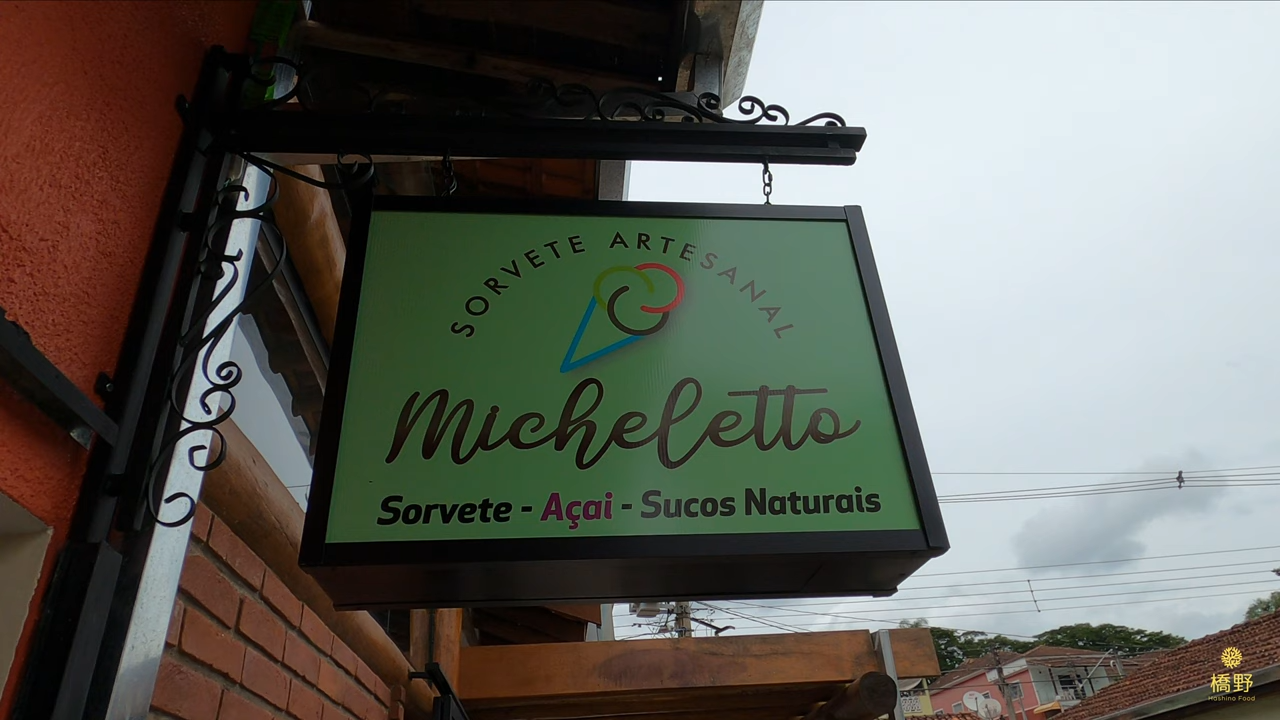 SORVETE ARTESANAL
Micheletto
Sorvete - Açai - Sucos Naturais
橋野
Hashino Food